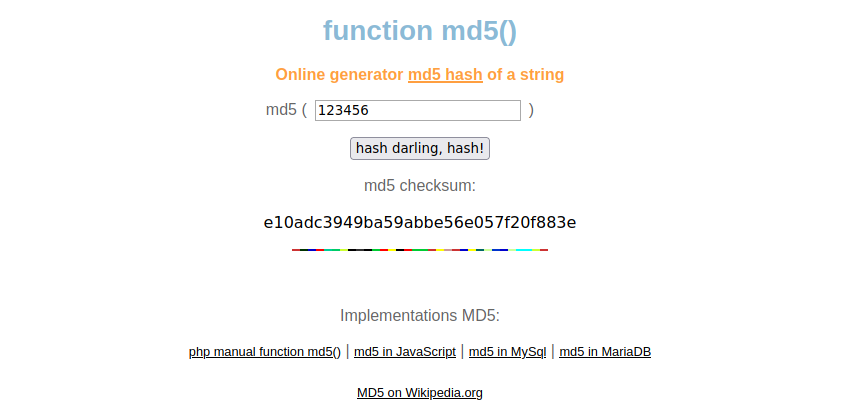 function md5()
Online generator md5 hash of a string
md5 ( 123456 )
hash darling, hash!
md5 checksum:
e10adc3949ba59abbe56e057f20f883e
Implementations MD5:
php manual function md5() | md5 in JavaScript | md5 in MySql | md5 in MariaDB
MD5 on Wikipedia.org